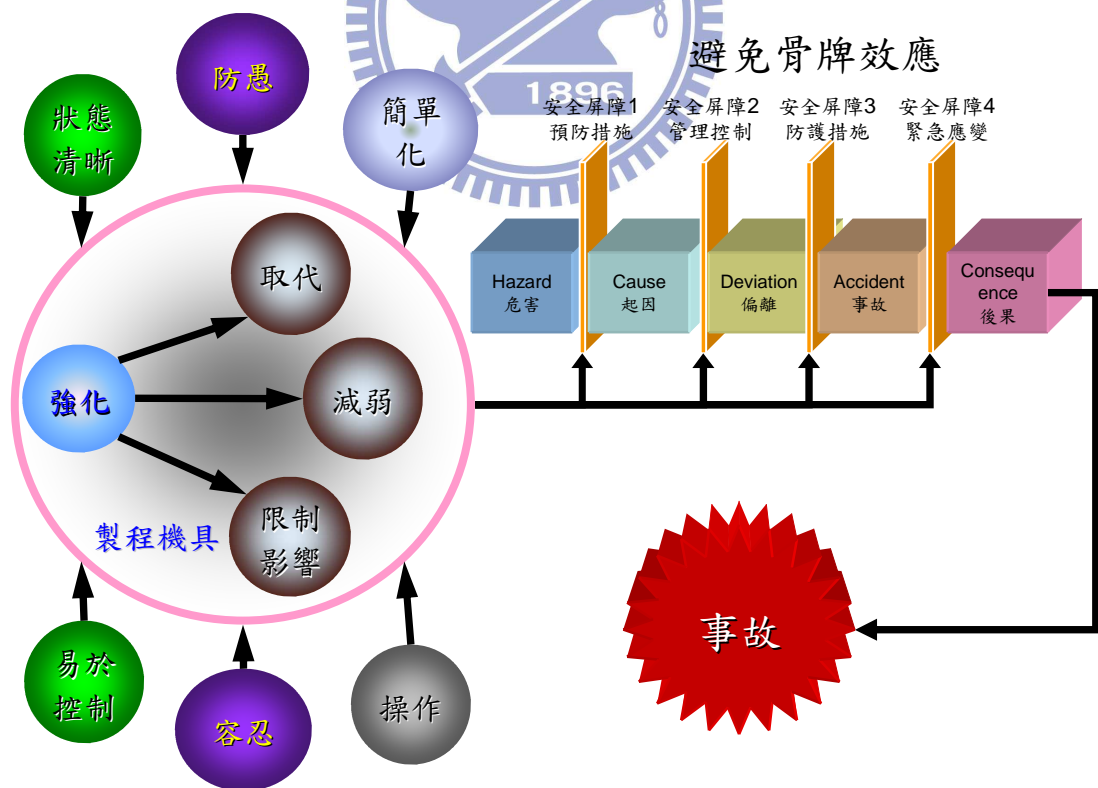 避免骨牌效應
1896
安全屏障1
預防措施
安全屏障2
管理控制
安全屏障3
防護措施
安全屏障4
緊急應變
防愚
狀態
清晰
簡單
化
取代
強化
減弱
限制
影響
製程機具
易於
控制
容忍
操作
Hazard
危害
Cause
起因
Deviation
偏離
Accident
事故
Consequ
ence
後果
事故